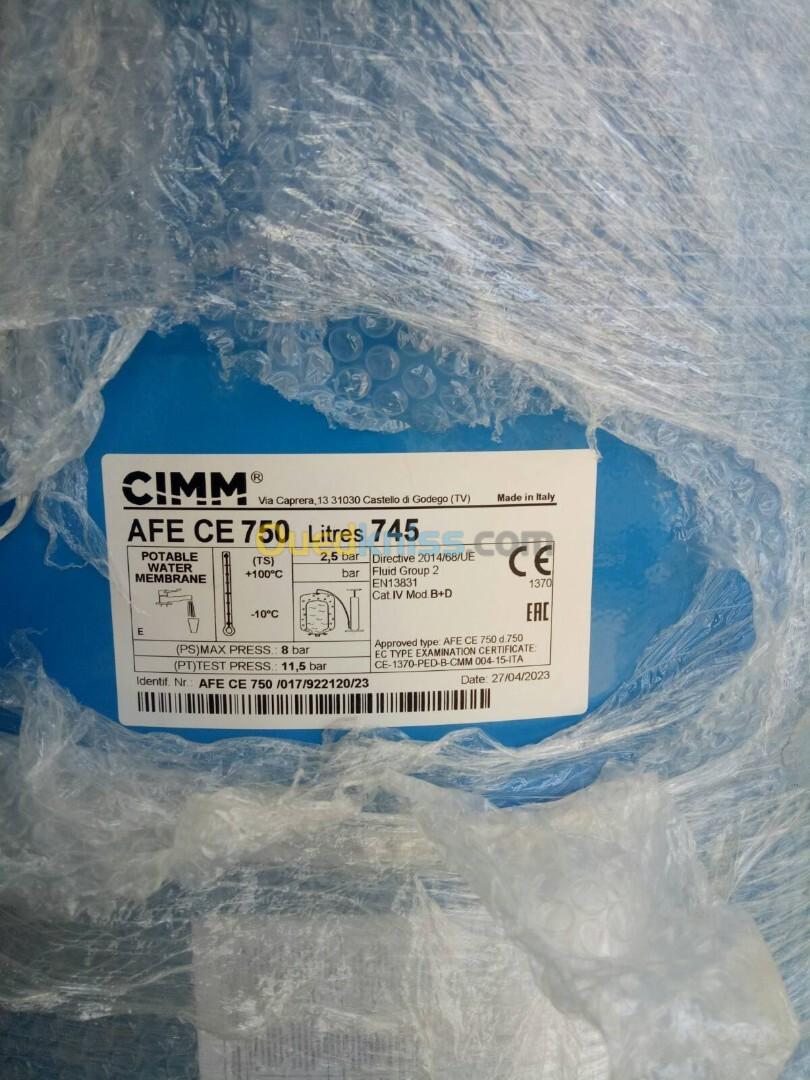 CIMM®
Via Caprera,13 31030 Castello di Godego (TV) Made in Italy
AFE CE 750 Litres 745
Ouedkniss.com
POTABLE
WATER
MEMBRANE
E
(TS)
+100°C
-10°C
2,5 bar
bar
Directive 2014/68/UE
Fluid Group 2
EN13831
Cat.IV Mod.B+D
CE
1370
EAC
(PS)MAX PRESS.: 8 bar
(PT)TEST PRESS.: 11,5 bar
Approved type: AFE CE 750 d.750
EC TYPE EXAMINATION CERTIFICATE:
CE-1370-PED-B-CMM 004-15-ITA
Identif. Nr.: AFE CE 750 /017/922120/23 Date: 27/04/2023